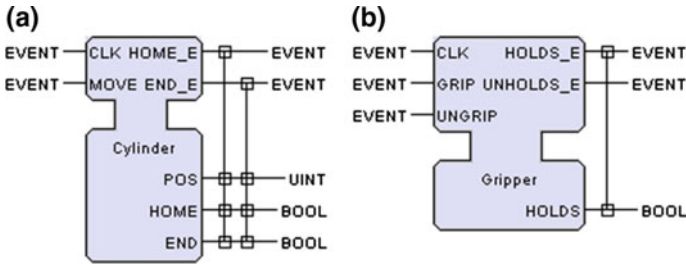 (a)
EVENT CLK HOME_E EVENT
EVENT MOVE END_E EVENT
Cylinder
POS UINT
HOME BOOL
END BOOL
(b)
EVENT CLK HOLDS_E EVENT
EVENT GRIP UNHOLDS_E EVENT
EVENT UNGRIP
Gripper
HOLDS BOOL